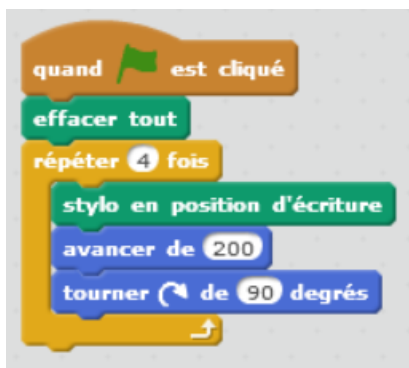 quand est cliqué
effacer tout
répéter 4 fois
stylo en position d'écriture
avancer de 200
tourner de 90 degrés